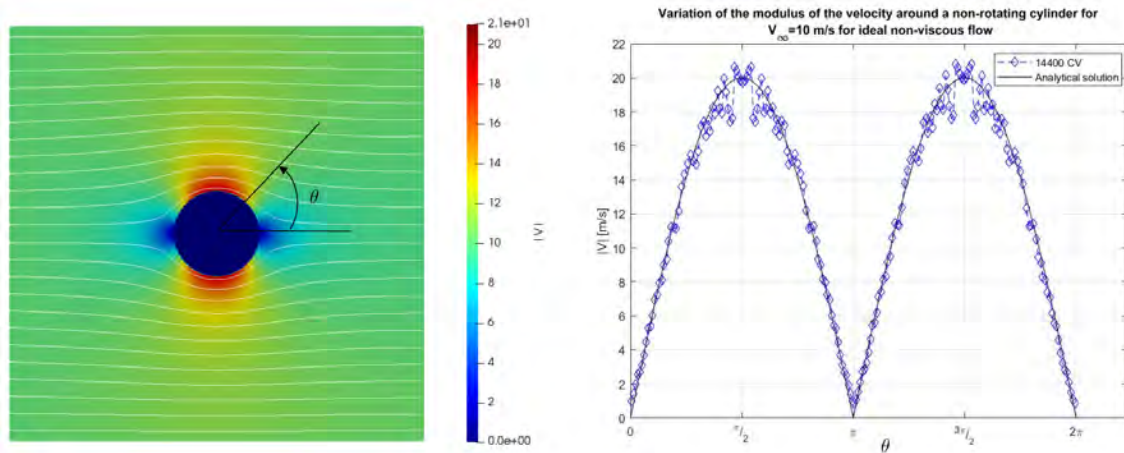 2.1e+01
20
18
16
14
12
10
8
6
4
2
0.0e+00
|V|
θ
Variation of the modulus of the velocity around a non-rotating cylinder for
V∞=10 m/s for ideal non-viscous flow
14400 CV
Analytical solution
|V| [m/s]
22
20
18
16
14
12
10
8
6
4
2
0
0
π/2
π
3π/2
2π
θ